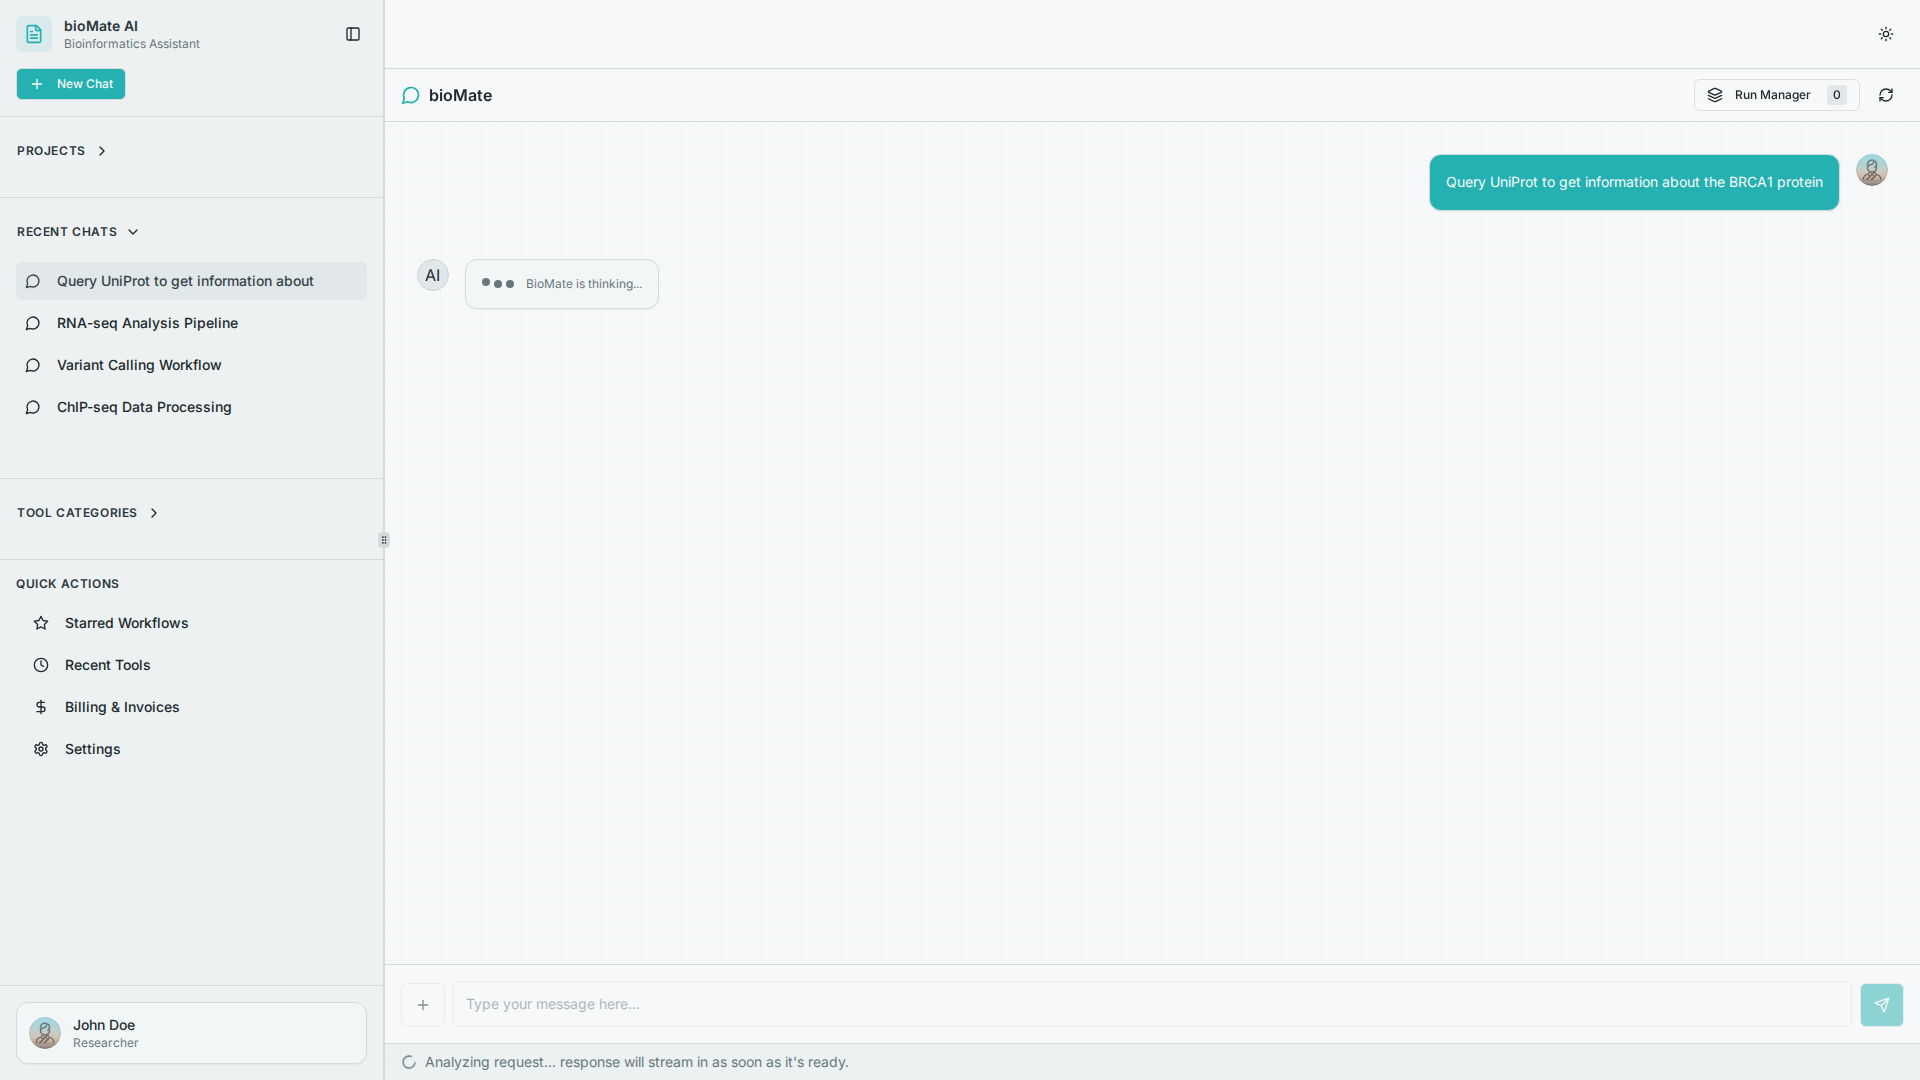 bioMate AI
Bioinformatics Assistant
New Chat
PROJECTS
RECENT CHATS
Query UniProt to get information about
RNA-seq Analysis Pipeline
Variant Calling Workflow
ChIP-seq Data Processing
TOOL CATEGORIES
QUICK ACTIONS
Starred Workflows
Recent Tools
Billing & Invoices
Settings
John Doe
Researcher
bioMate
Run Manager 0
Query UniProt to get information about the BRCA1 protein
AI
BioMate is thinking...
Type your message here...
Analyzing request... response will stream in as soon as it's ready.